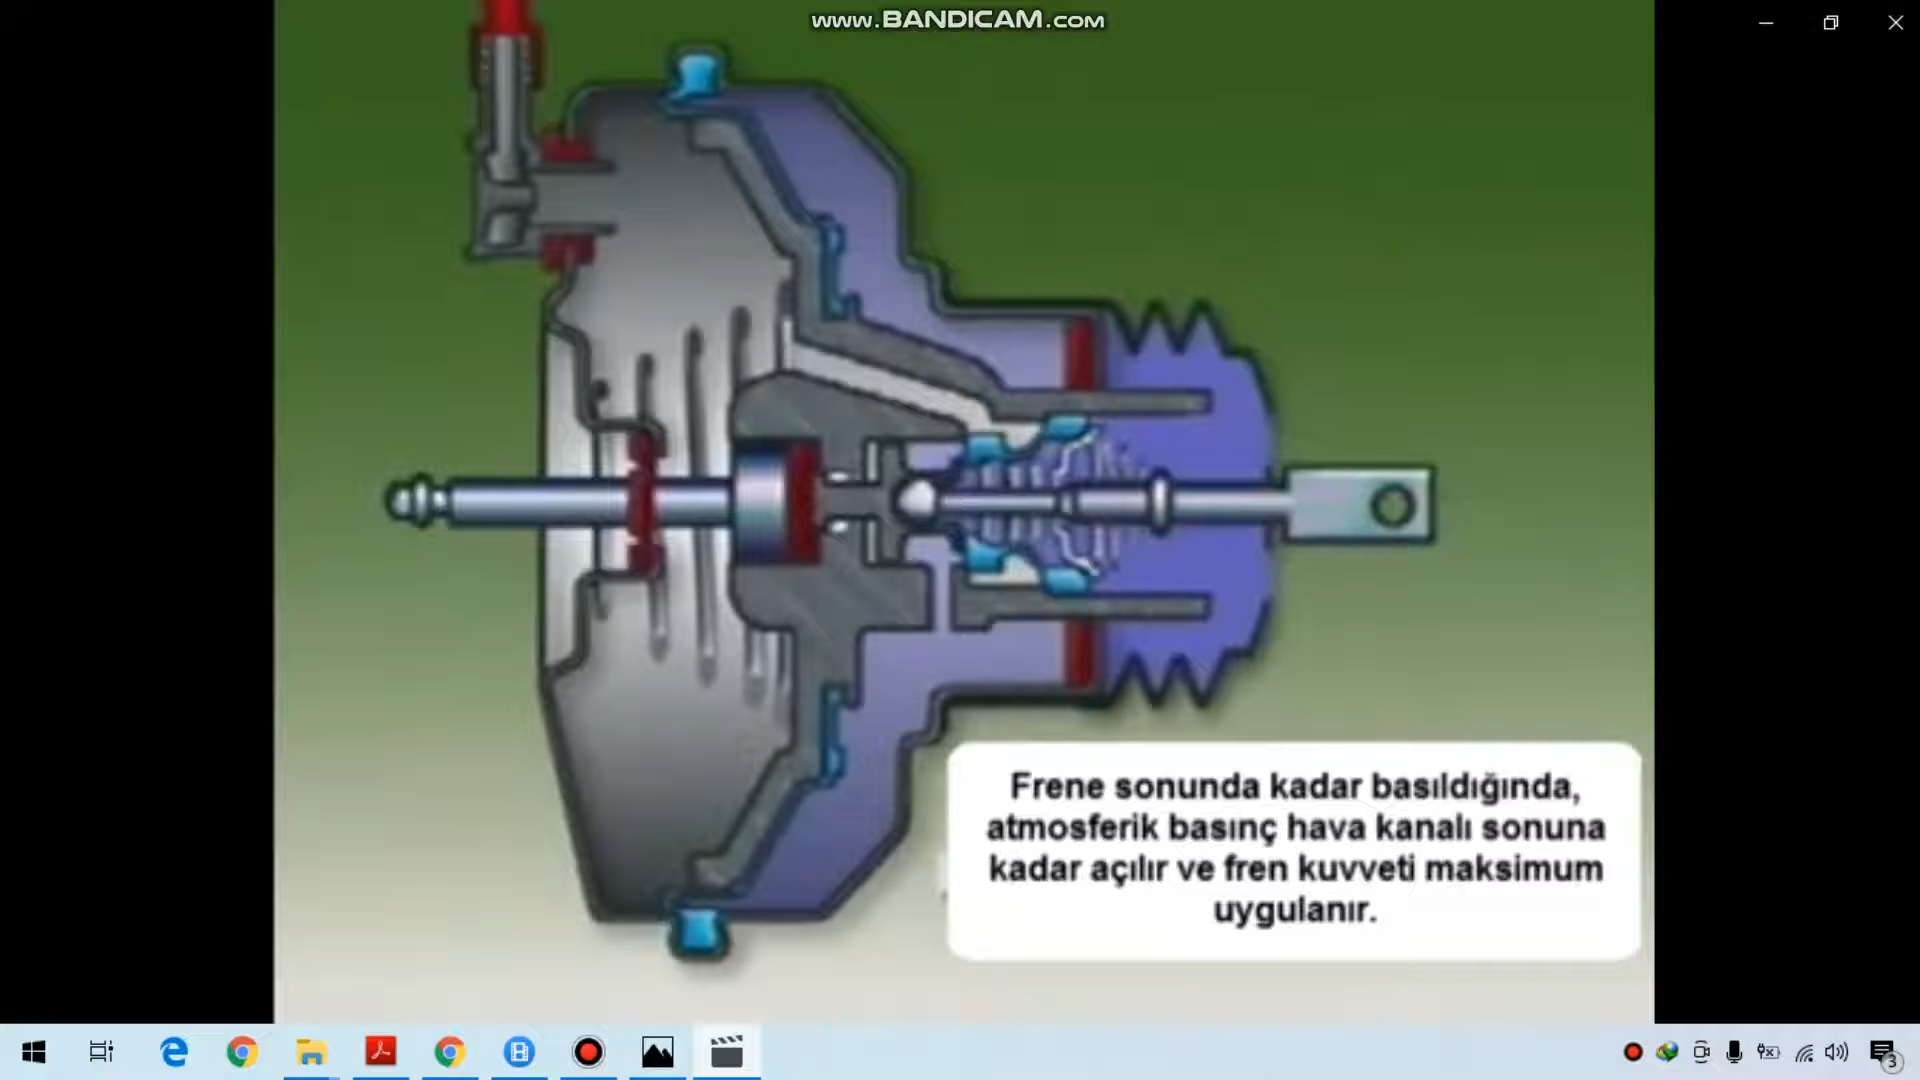 www.BANDICAM.com
Frene sonunda kadar basıldığında,
atmosferik basınç hava kanalı sonuna
kadar açılır ve fren kuvveti maksimum
uygulanır.
3